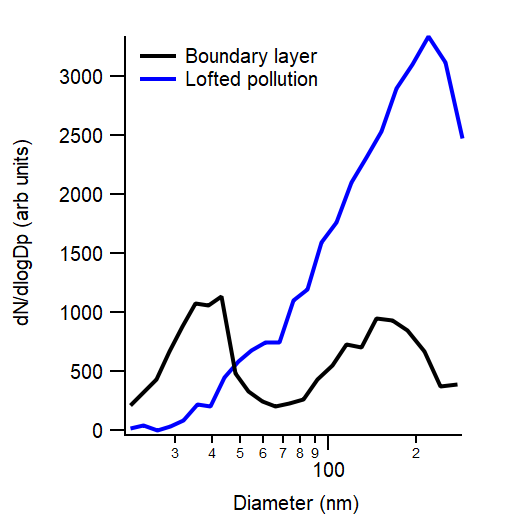 Boundary layer
Lofted pollution
dN/dlogDp (arb units)
3000
2500
2000
1500
1000
500
0
3 4 5 6 7 8 9 2
100
Diameter (nm)